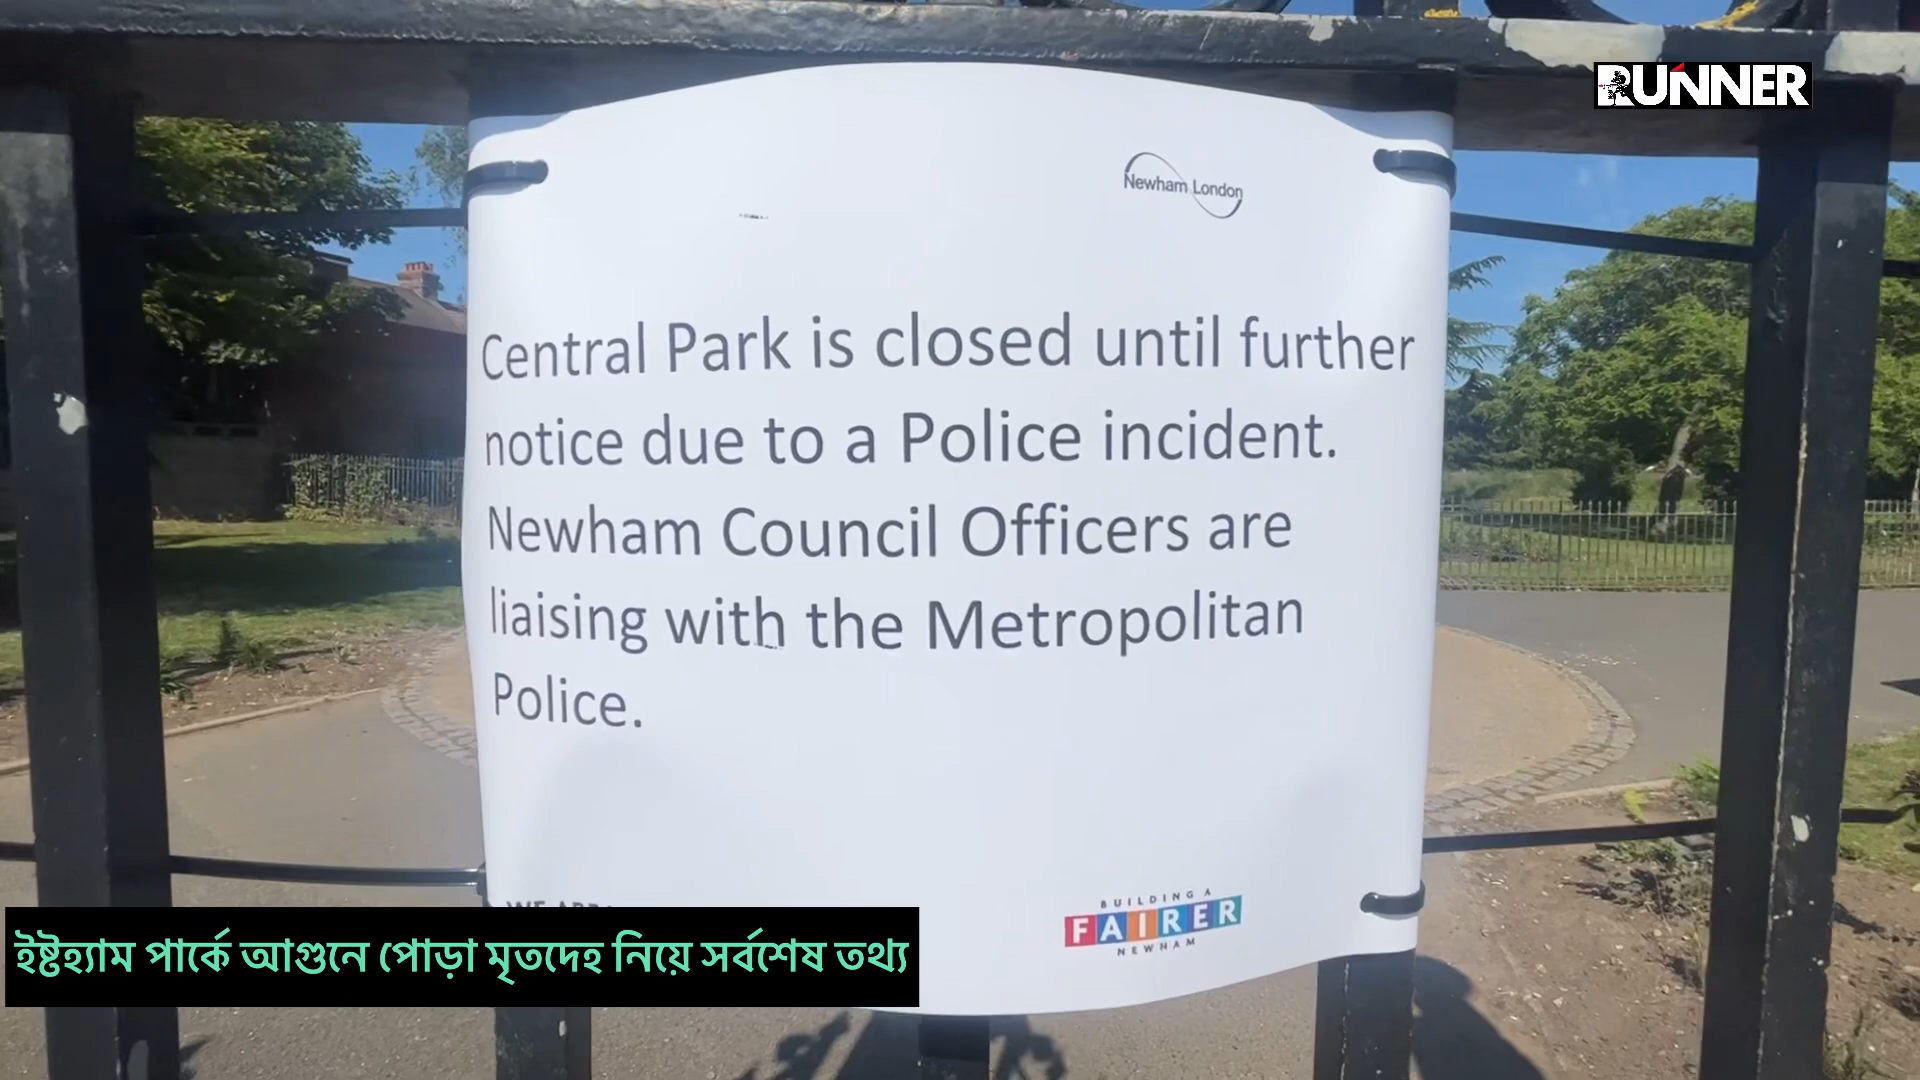 RUNNER
Newham London
Central Park is closed until further
notice due to a Police incident.
Newham Council Officers are
liaising with the Metropolitan
Police.
BUILDING A
FAIRER
NEWHAM
ইষ্টহ্যাম পার্কে আগুনে পোড়া মৃতদেহ নিয়ে সর্বশেষ তথ্য